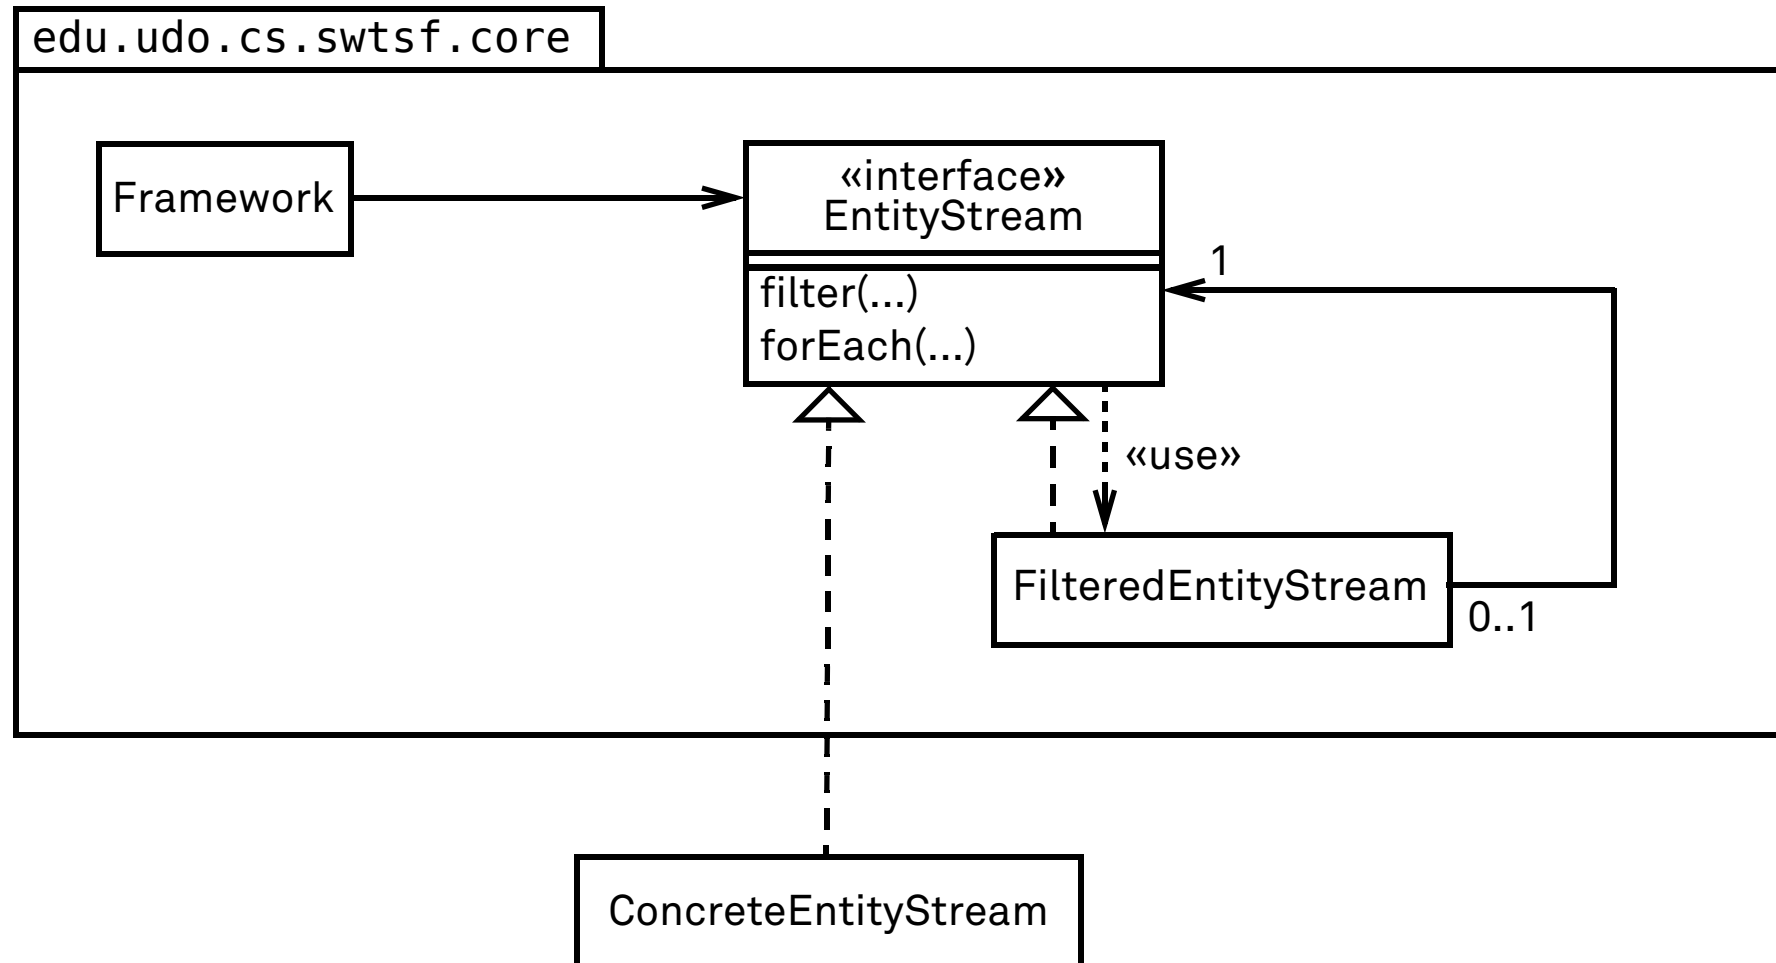 edu.udo.cs.swtsf.core
Framework
«interface»
EntityStream
filter(...)
forEach(...)
1
«use»
FilteredEntityStream
0..1
ConcreteEntityStream